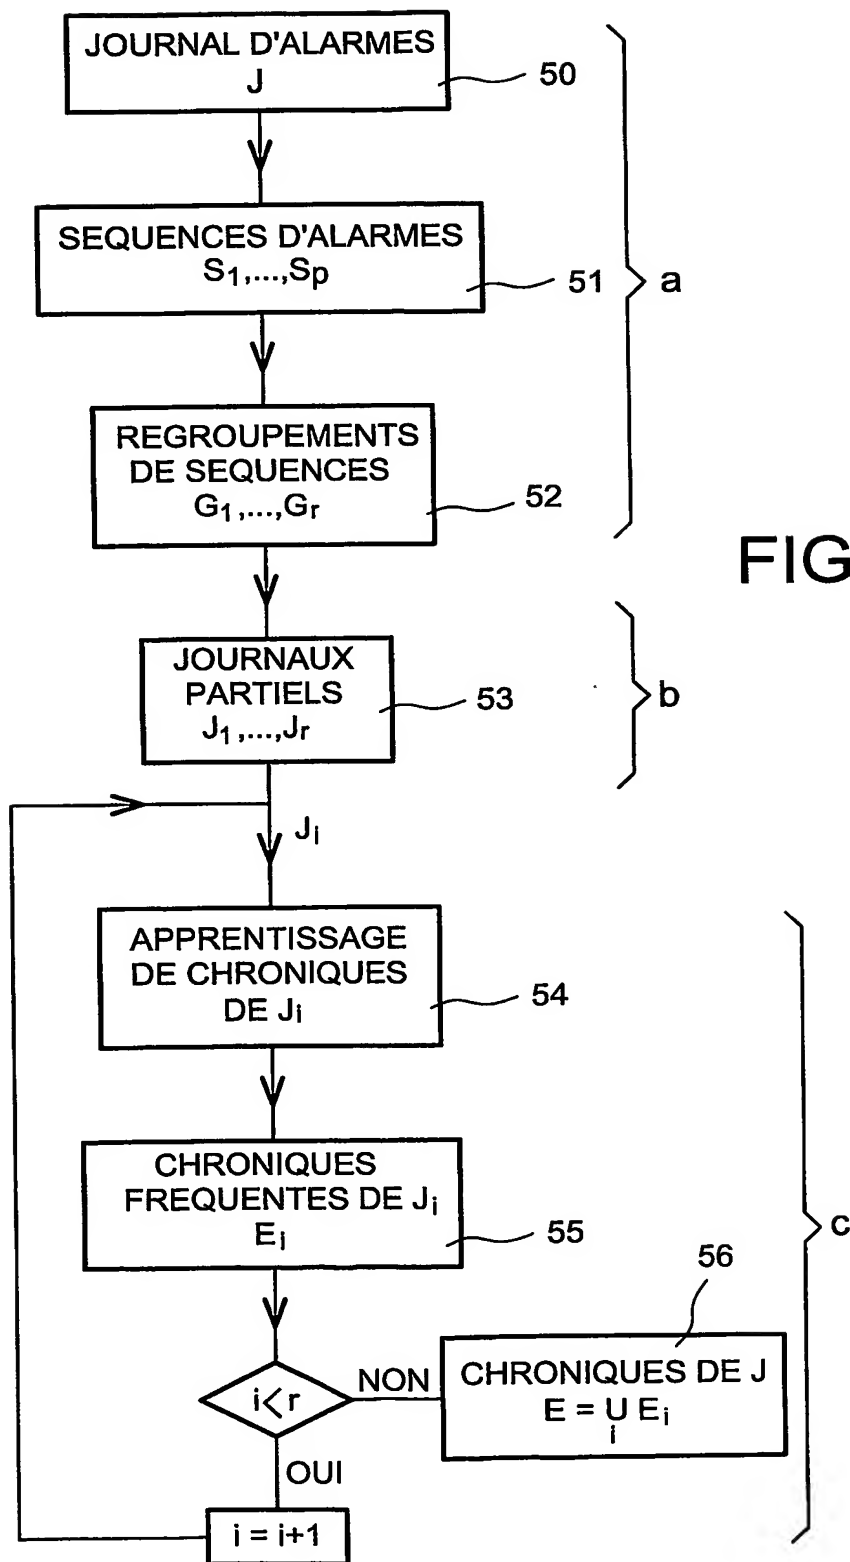 JOURNAL D'ALARMES
J
50
SEQUENCES D'ALARMES
S1,...,Sp
51
a
REGROUPEMENTS
DE SEQUENCES
G1,...,Gr
52
FIG
JOURNAUX
PARTIELS
J1,...,Jr
53
b
Ji
APPRENTISSAGE
DE CHRONIQUES
DE Ji
54
CHRONIQUES
FREQUENTES DE Ji
Ei
55
c
56
i<r
NON
CHRONIQUES DE J
E = U Ei
i
OUI
i = i+1